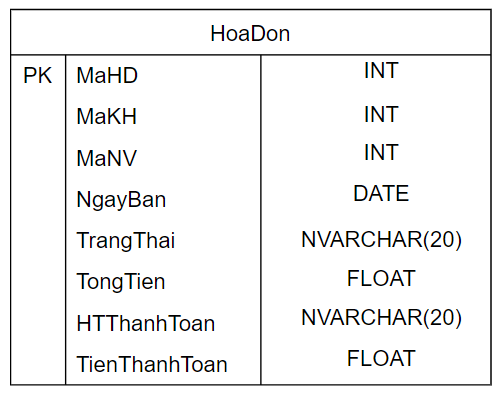 HoaDon
PK MaHD INT
MaKH INT
MaNV INT
NgayBan DATE
TrangThai NVARCHAR(20)
TongTien FLOAT
HTThanhToan NVARCHAR(20)
TienThanhToan FLOAT